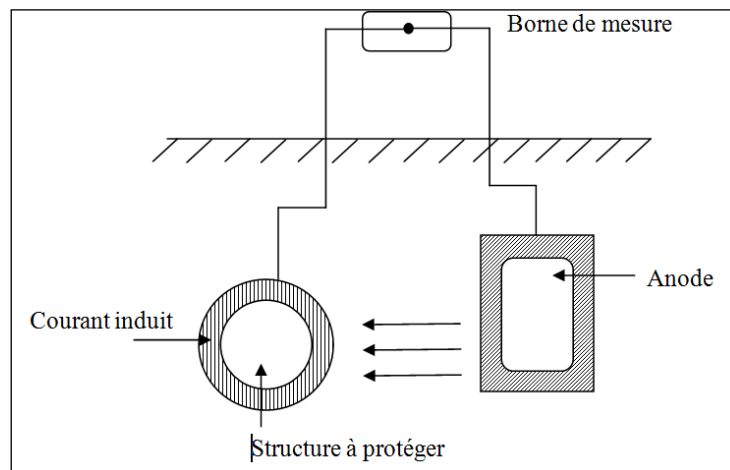 Borne de mesure
Anode
Courant induit
Structure à protéger